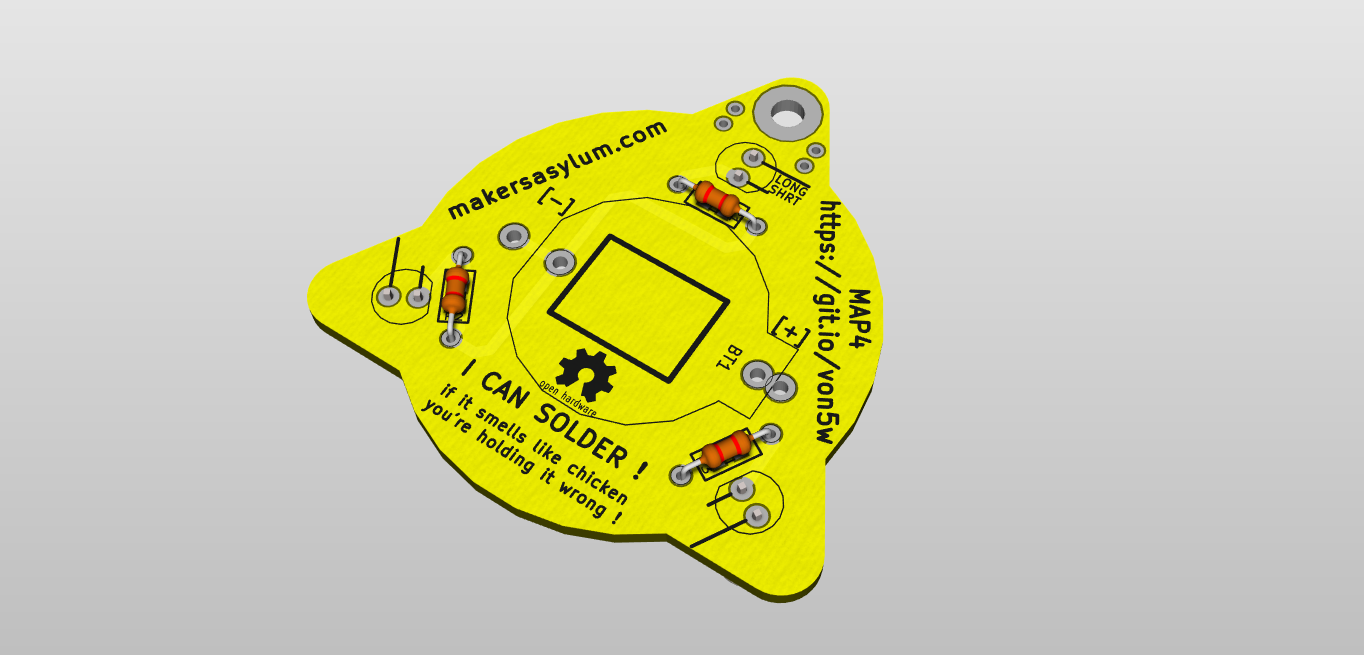 makersasylum.com
[-]
LONG
SHRT
https://git.io/von5w
MAP4
[+]
BT1
open hardware
I CAN SOLDER !
if it smells like chicken
you're holding it wrong !